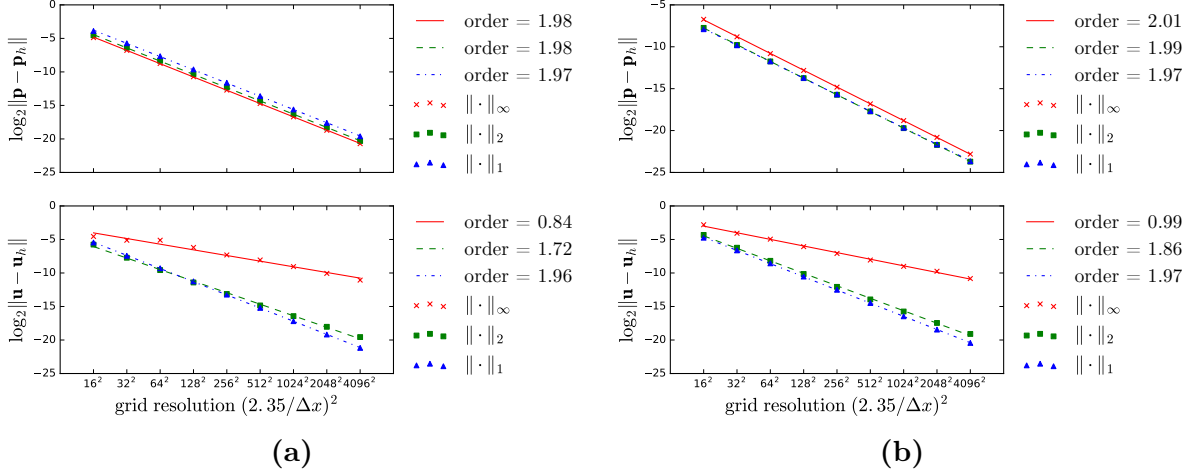 log₂‖p − pₕ‖
0
−5
−10
−15
−20
−25
order = 1.98
order = 1.98
order = 1.97
‖ · ‖∞
‖ · ‖₂
‖ · ‖₁
log₂‖u − uₕ‖
0
−5
−10
−15
−20
−25
16² 32² 64² 128² 256² 512² 1024² 2048² 4096²
grid resolution (2.35/Δx)²
order = 0.84
order = 1.72
order = 1.96
‖ · ‖∞
‖ · ‖₂
‖ · ‖₁
(a)
log₂‖p − pₕ‖
−5
−10
−15
−20
−25
order = 2.01
order = 1.99
order = 1.97
‖ · ‖∞
‖ · ‖₂
‖ · ‖₁
log₂‖u − uₕ‖
0
−5
−10
−15
−20
−25
16² 32² 64² 128² 256² 512² 1024² 2048² 4096²
grid resolution (2.35/Δx)²
order = 0.99
order = 1.86
order = 1.97
‖ · ‖∞
‖ · ‖₂
‖ · ‖₁
(b)